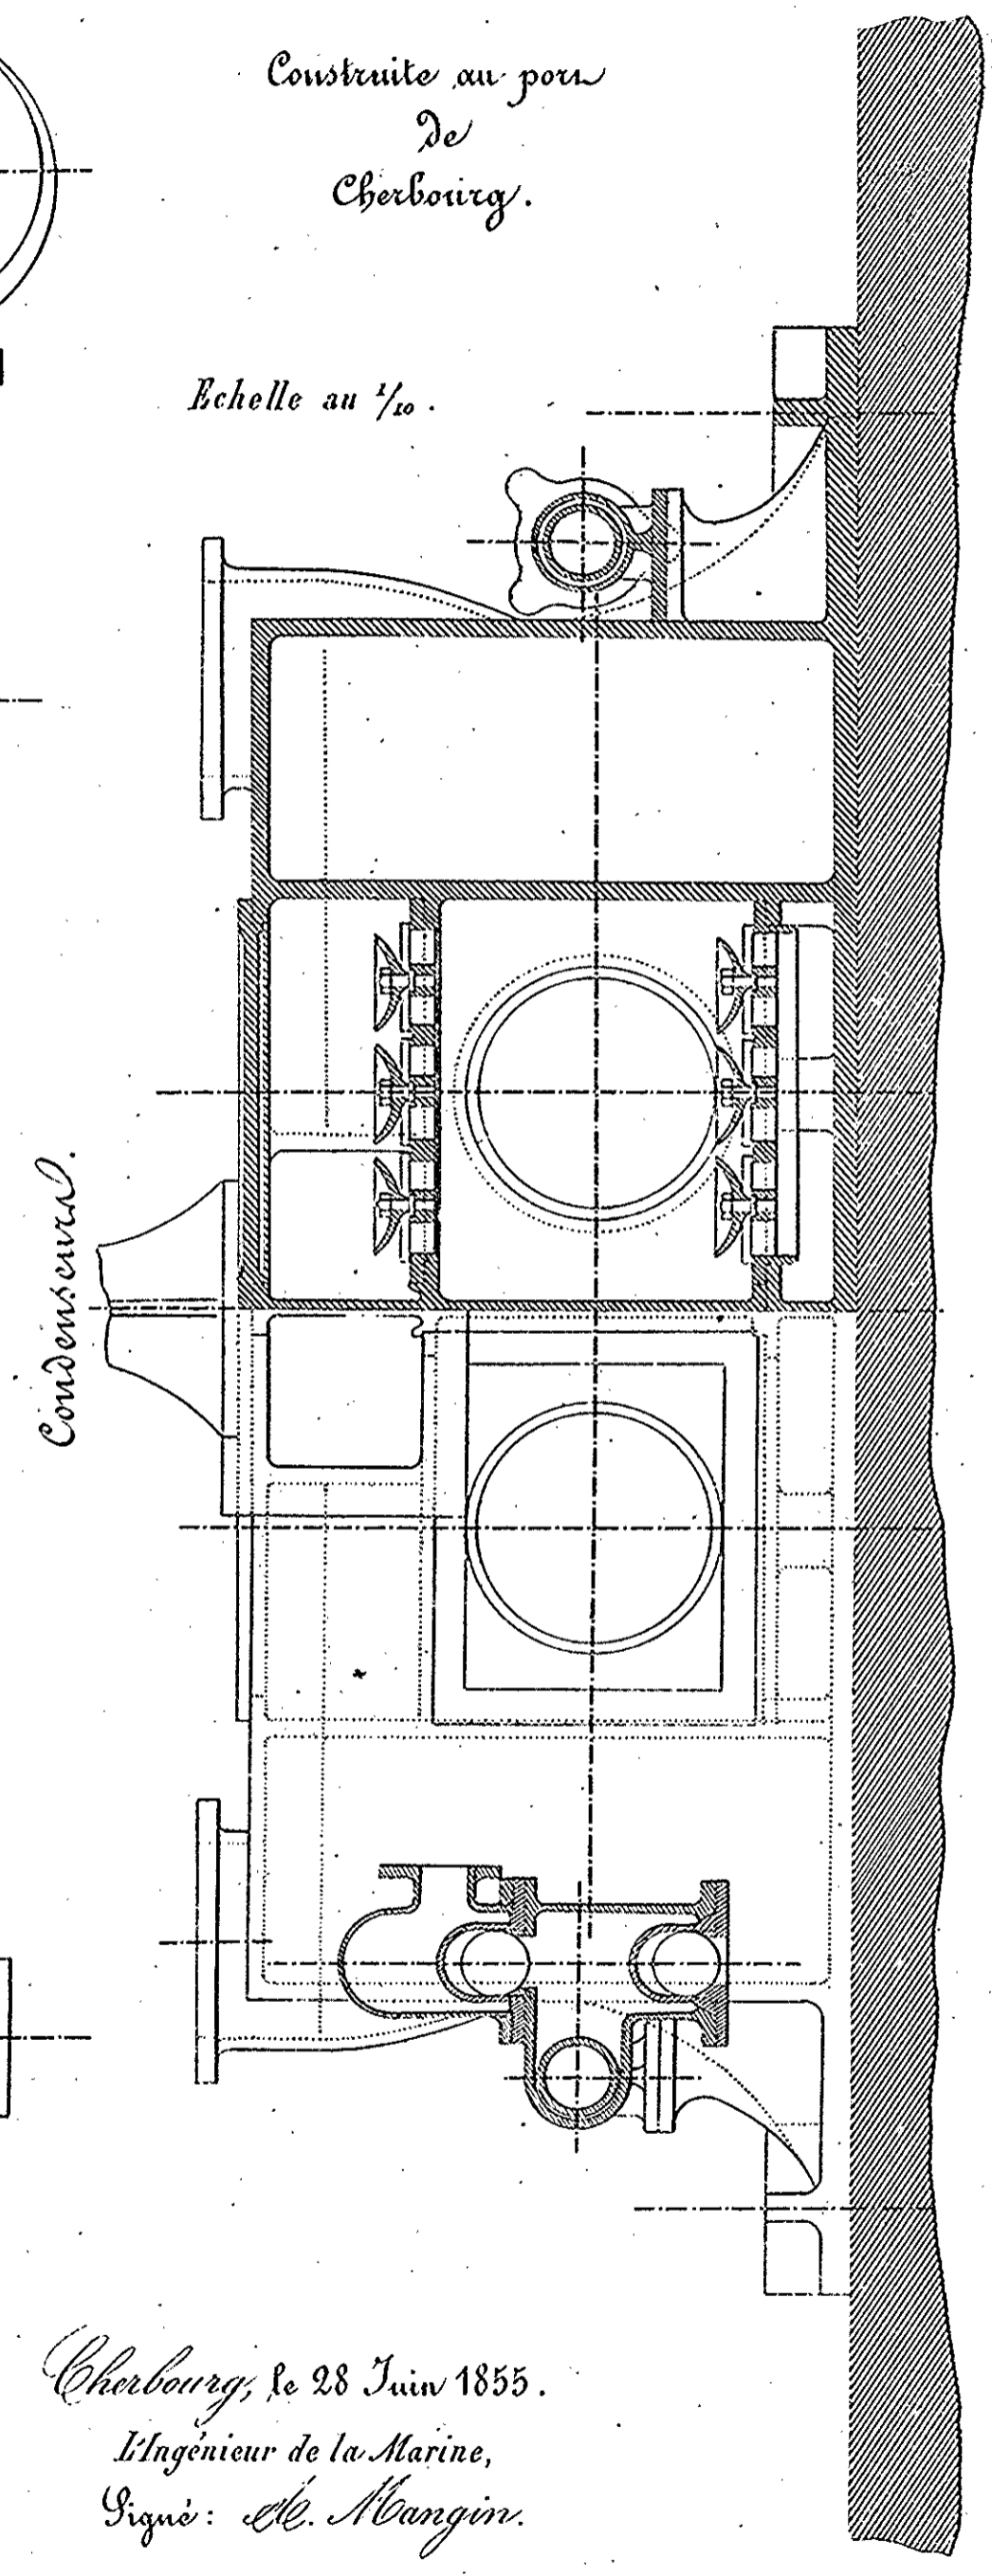 Construite au port
de
Cherbourg.
Echelle au 1/10.
Condenseurs.
Cherbourg, le 28 Juin 1855.
L'Ingénieur de la Marine,
Signé: A. Mangin.